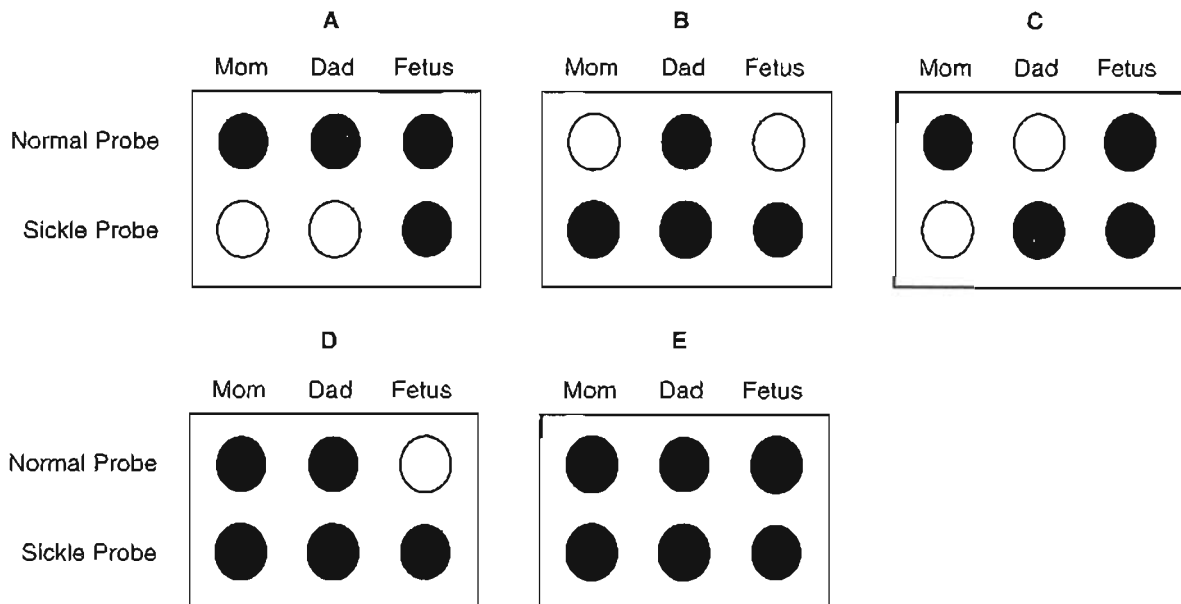 A B C
Mom Dad Fetus Mom Dad Fetus Mom Dad Fetus
Normal Probe
Sickle Probe
D E
Mom Dad Fetus Mom Dad Fetus
Normal Probe
Sickle Probe